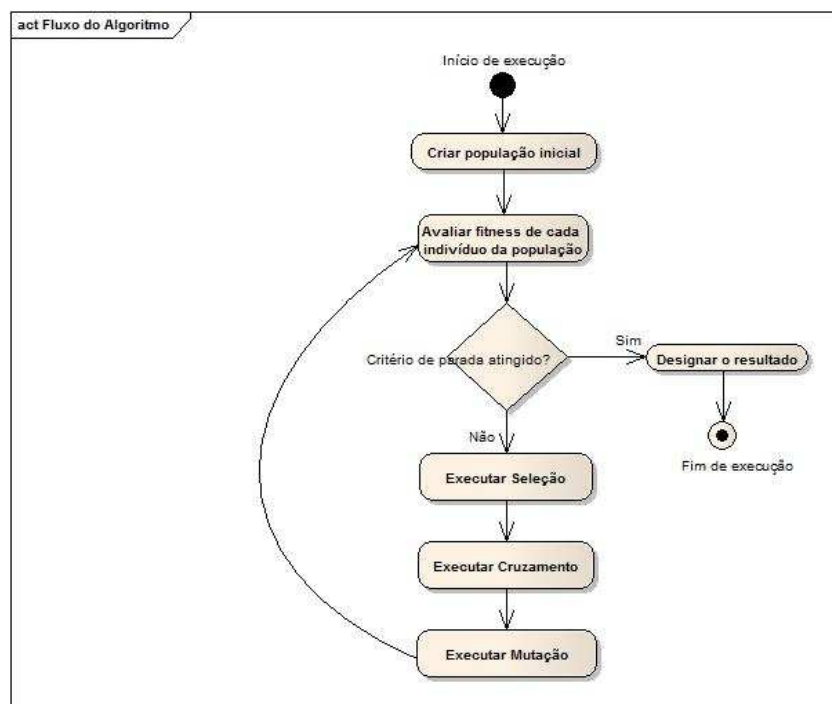 act Fluxo do Algoritmo
Início de execução
Criar população inicial
Avaliar fitness de cada
indivíduo da população
Critério de parada atingido?
Sim
Designar o resultado
Não
Fim de execução
Executar Seleção
Executar Cruzamento
Executar Mutação